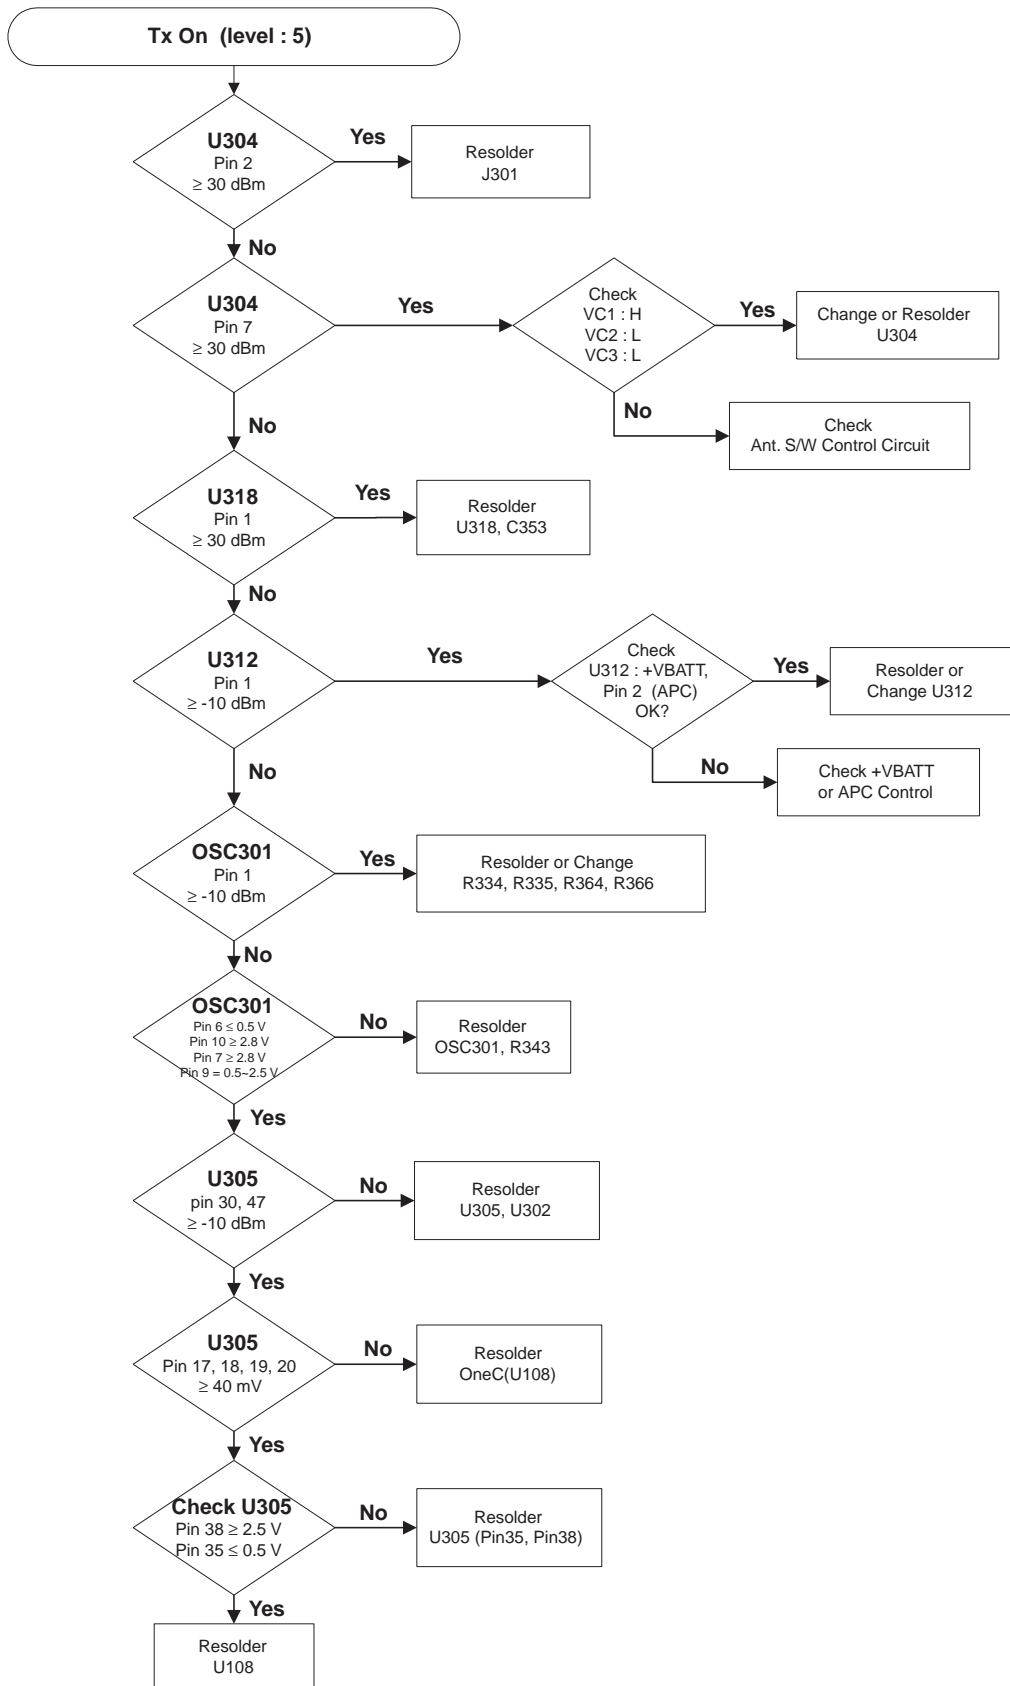 Tx On (level : 5)
U304
Pin 2
≥ 30 dBm
Yes
Resolder
J301
No
U304
Pin 7
≥ 30 dBm
Yes
Check
VC1 : H
VC2 : L
VC3 : L
Yes
Change or Resolder
U304
No
Check
Ant. S/W Control Circuit
No
U318
Pin 1
≥ 30 dBm
Yes
Resolder
U318, C353
No
U312
Pin 1
≥ -10 dBm
Yes
Check
U312 : +VBATT,
Pin 2 (APC)
OK?
Yes
Resolder or
Change U312
No
Check +VBATT
or APC Control
No
OSC301
Pin 1
≥ -10 dBm
Yes
Resolder or Change
R334, R335, R364, R366
No
OSC301
Pin 6 ≤ 0.5 V
Pin 10 ≥ 2.8 V
Pin 7 ≥ 2.8 V
Pin 9 = 0.5~2.5 V
No
Resolder
OSC301, R343
Yes
U305
pin 30, 47
≥ -10 dBm
No
Resolder
U305, U302
Yes
U305
Pin 17, 18, 19, 20
≥ 40 mV
No
Resolder
OneC(U108)
Yes
Check U305
Pin 38 ≥ 2.5 V
Pin 35 ≤ 0.5 V
No
Resolder
U305 (Pin35, Pin38)
Yes
Resolder
U108